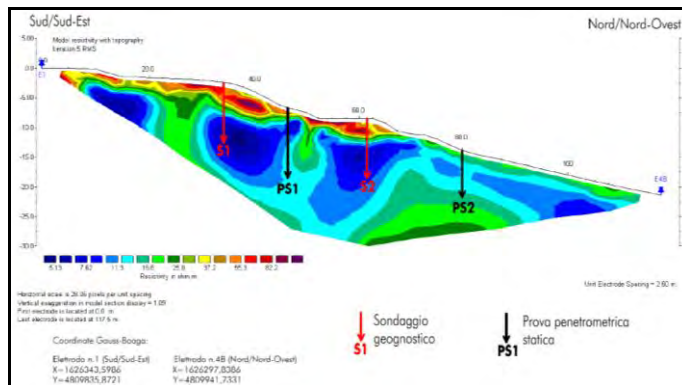 Sud/Sud-Est
Nord/Nord-Ovest
Model resistivity with topography
Iteration 5 RMS
5.00
0.0
-5.00
-10.0
-15.0
-20.0
-25.0
-30.0
20.0
40.0
60.0
80.0
100
E48
S1
PS1
S2
PS2
5.13 7.62 11.3 16.8 25.0 37.2 55.3 82.2
Resistivity in ohm.m
Unit Electrode Spacing = 2.50 m
Horizontal scale is 26.35 pixels per unit spacing
Vertical exaggeration in model section display = 1.09
First electrode is located at 0.0 m.
Last electrode is located at 117.5 m.
Coordinate Gauss-Boaga:
Elettrodo n.1 (Sud/Sud-Est)
X=1626343,5986
Y=4809835,8721
Elettrodo n.48 (Nord/Nord-Ovest)
X=1626297,8386
Y=4809941,7331
Sondaggio
geognostico
S1
Prova penetrometrica
statica
PS1